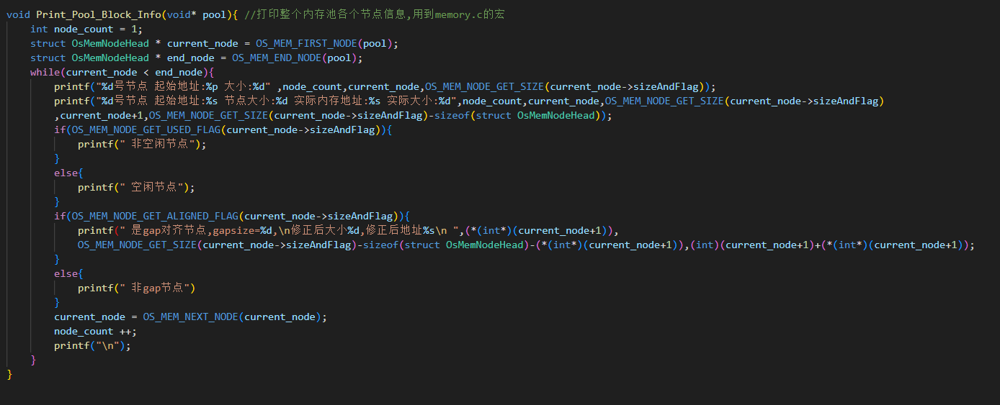 void Print_Pool_Block_Info(void* pool){ //打印整个内存池各个节点信息,用到memory.c的宏
    int node_count = 1;
    struct OsMemNodeHead * current_node = OS_MEM_FIRST_NODE(pool);
    struct OsMemNodeHead * end_node = OS_MEM_END_NODE(pool);
    while(current_node < end_node){
        printf("%d号节点 起始地址:%p 大小:%d" ,node_count,current_node,OS_MEM_NODE_GET_SIZE(current_node->sizeAndFlag));
        printf("%d号节点 起始地址:%s 节点大小:%d 实际内存地址:%s 实际大小:%d",node_count,current_node,OS_MEM_NODE_GET_SIZE(current_node->sizeAndFlag)
        ,current_node+1,OS_MEM_NODE_GET_SIZE(current_node->sizeAndFlag)-sizeof(struct OsMemNodeHead));
        if(OS_MEM_NODE_GET_USED_FLAG(current_node->sizeAndFlag)){
            printf(" 非空闲节点");
        }
        else{
            printf(" 空闲节点");
        }
        if(OS_MEM_NODE_GET_ALIGNED_FLAG(current_node->sizeAndFlag)){
            printf(" 是gap对齐节点,gapsize=%d,\n修正后大小%d,修正后地址%s\n ",(*(int*)(current_node+1)),
            OS_MEM_NODE_GET_SIZE(current_node->sizeAndFlag)-sizeof(struct OsMemNodeHead)-(*(int*)(current_node+1)),(int)(current_node+1)+(*(int*)(current_node+1));
        }
        else{
            printf(" 非gap节点")
        }
        current_node = OS_MEM_NEXT_NODE(current_node);
        node_count ++;
        printf("\n");
    }
}